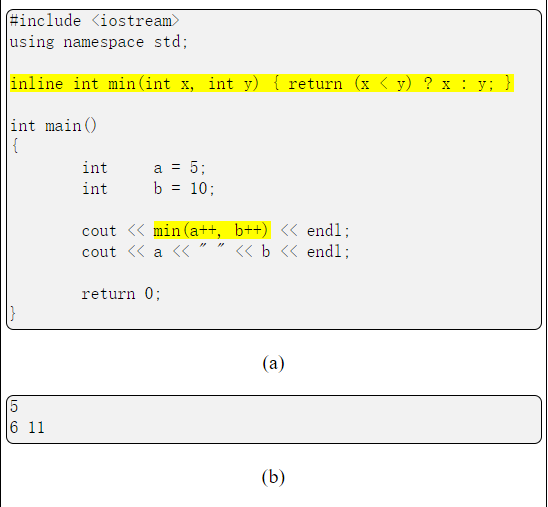 #include <iostream>
using namespace std;
inline int min(int x, int y) { return (x < y) ? x : y; }
int main()
{
int a = 5;
int b = 10;
cout << min(a++, b++) << endl;
cout << a << " " << b << endl;
return 0;
}
(a)
5
6 11
(b)